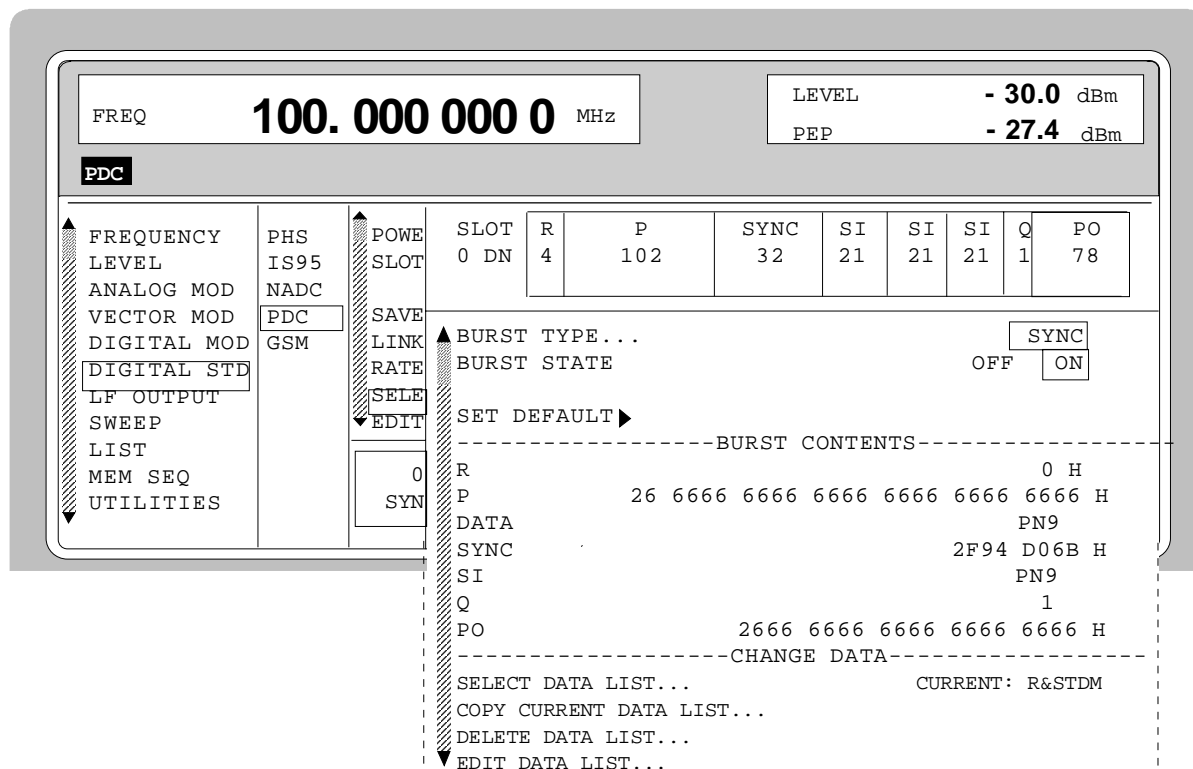 FREQ 100. 000 000 0 MHz
LEVEL - 30.0 dBm
PEP - 27.4 dBm
PDC
FREQUENCY
LEVEL
ANALOG MOD
VECTOR MOD
DIGITAL MOD
DIGITAL STD
LF OUTPUT
SWEEP
LIST
MEM SEQ
UTILITIES
PHS
IS95
NADC
PDC
GSM
POWE
SLOT
SAVE
LINK
RATE
SELE
EDIT
0
SYN
SLOT R P SYNC SI SI SI Q PO
0 DN 4 102 32 21 21 21 1 78
BURST TYPE... SYNC
BURST STATE OFF ON
SET DEFAULT
BURST CONTENTS
R 0 H
P 26 6666 6666 6666 6666 6666 6666 H
DATA PN9
SYNC 2F94 D06B H
SI PN9
Q 1
PO 2666 6666 6666 6666 6666 H
CHANGE DATA
SELECT DATA LIST... CURRENT: R&STDM
COPY CURRENT DATA LIST...
DELETE DATA LIST...
EDIT DATA LIST...